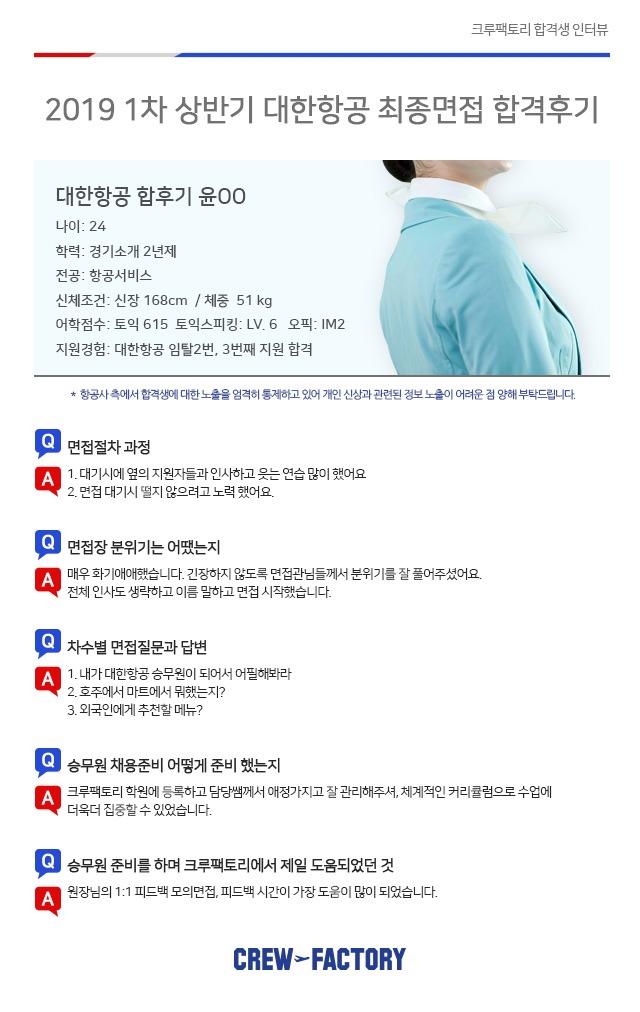 크루팩토리 합격생 인터뷰
2019 1차 상반기 대한항공 최종면접 합격후기
대한항공 합후기 윤OO
나이: 24
학력: 경기소개 2년제
전공: 항공서비스
신체조건: 신장 168cm / 체중 51 kg
어학점수: 토익 615 토익스피킹: LV. 6 오픽: IM2
지원경험: 대한항공 임탈2번, 3번째 지원 합격
* 항공사 측에서 합격생에 대한 노출을 엄격히 통제하고 있어 개인 신상과 관련된 정보 노출이 어려운 점 양해 부탁드립니다.
Q 면접절차 과정
A 1. 대기시에 옆의 지원자들과 인사하고 웃는 연습 많이 했어요
2. 면접 대기시 떨지 않으려고 노력 했어요.
Q 면접장 분위기는 어땠는지
A 매우 화기애애했습니다. 긴장하지 않도록 면접관님들께서 분위기를 잘 풀어주셨어요.
전체 인사도 생략하고 이름 말하고 면접 시작했습니다.
Q 차수별 면접질문과 답변
A 1. 내가 대한항공 승무원이 되어서 어필해봐라
2. 호주에서 마트에서 뭐했는지?
3. 외국인에게 추천할 메뉴?
Q 승무원 채용준비 어떻게 준비 했는지
A 크루팩토리 학원에 등록하고 담당쌤께서 애정가지고 잘 관리해주셔, 체계적인 커리큘럼으로 수업에
더욱더 집중할 수 있었습니다.
Q 승무원 준비를 하며 크루팩토리에서 제일 도움되었던 것
A 원장님의 1:1 피드백 모의면접, 피드백 시간이 가장 도움이 많이 되었습니다.
CREW FACTORY